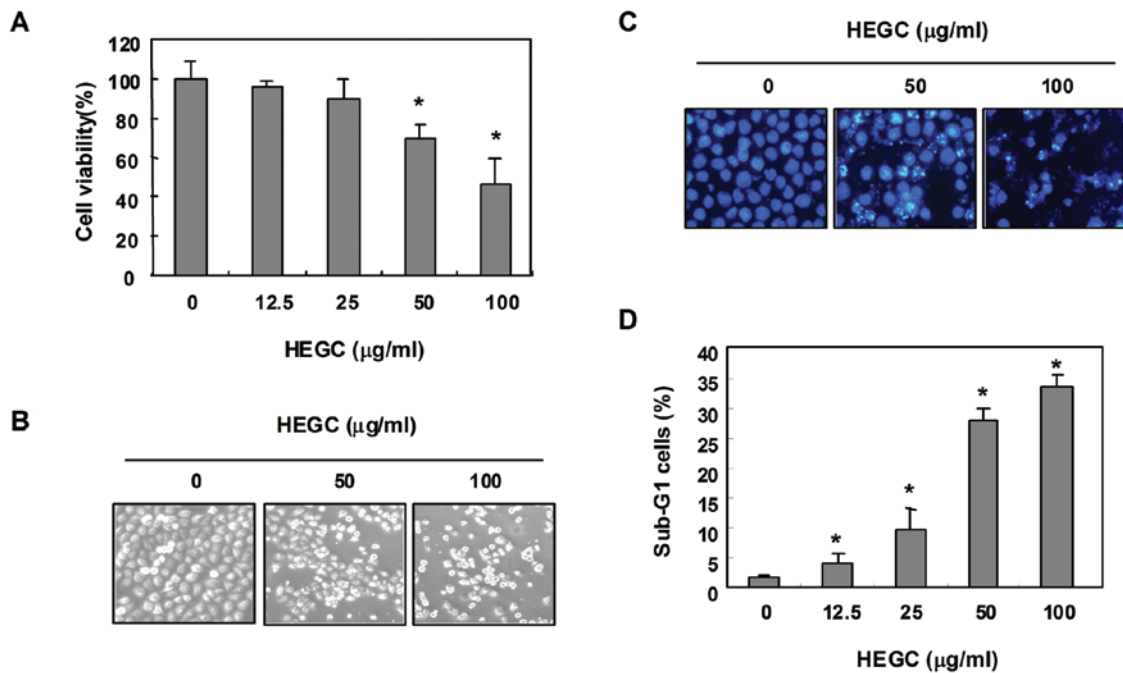 A
120
100
80
60
40
20
0
Cell viability(%)
*
*
0 12.5 25 50 100
HEGC (μg/ml)
B
HEGC (μg/ml)
0 50 100
C
HEGC (μg/ml)
0 50 100
D
40
35
30
25
20
15
10
5
0
Sub-G1 cells (%)
*
*
*
*
0 12.5 25 50 100
HEGC (μg/ml)